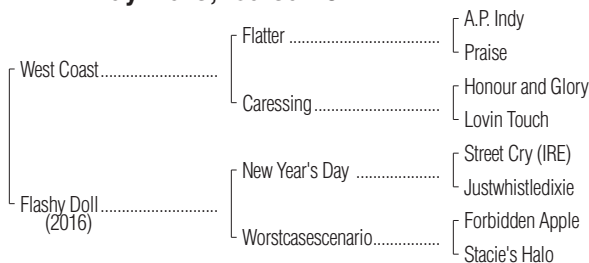 West Coast
Flatter
A.P. Indy
Praise
Caressing
Honour and Glory
Lovin Touch
Flashy Doll
(2016)
New Year's Day
Street Cry (IRE)
Justwhistledixie
Worstcasescenario
Forbidden Apple
Stacie's Halo